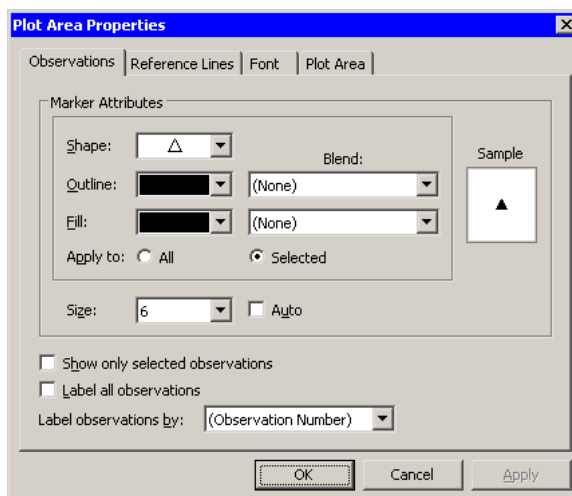 Plot Area Properties
Observations Reference Lines Font Plot Area
Marker Attributes
Shape:
Blend:
Sample
Outline: (None)
Fill: (None)
Apply to: All Selected
Size: 6 Auto
Show only selected observations
Label all observations
Label observations by: (Observation Number)
OK Cancel Apply